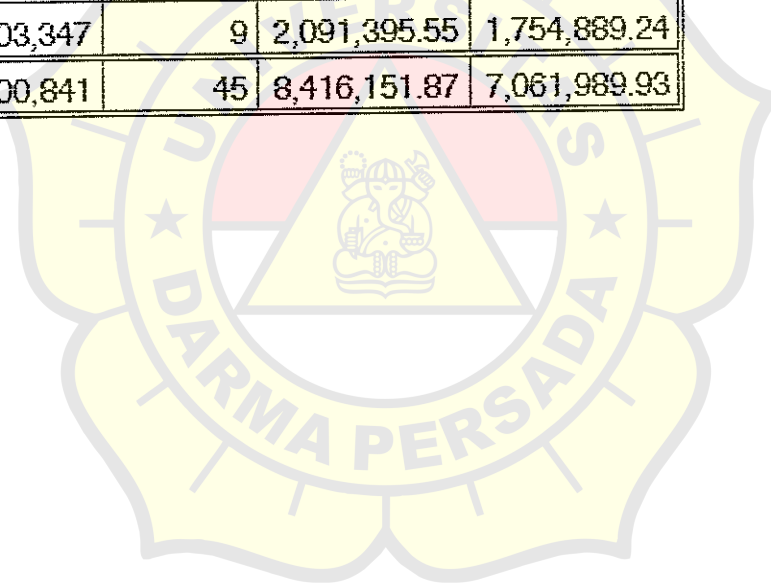 03,347 9 2,091,395.55 1,754,889.24
00,841 45 8,416,151.87 7,061,989.93
UNIVERSITAS
DARMA PERSADA